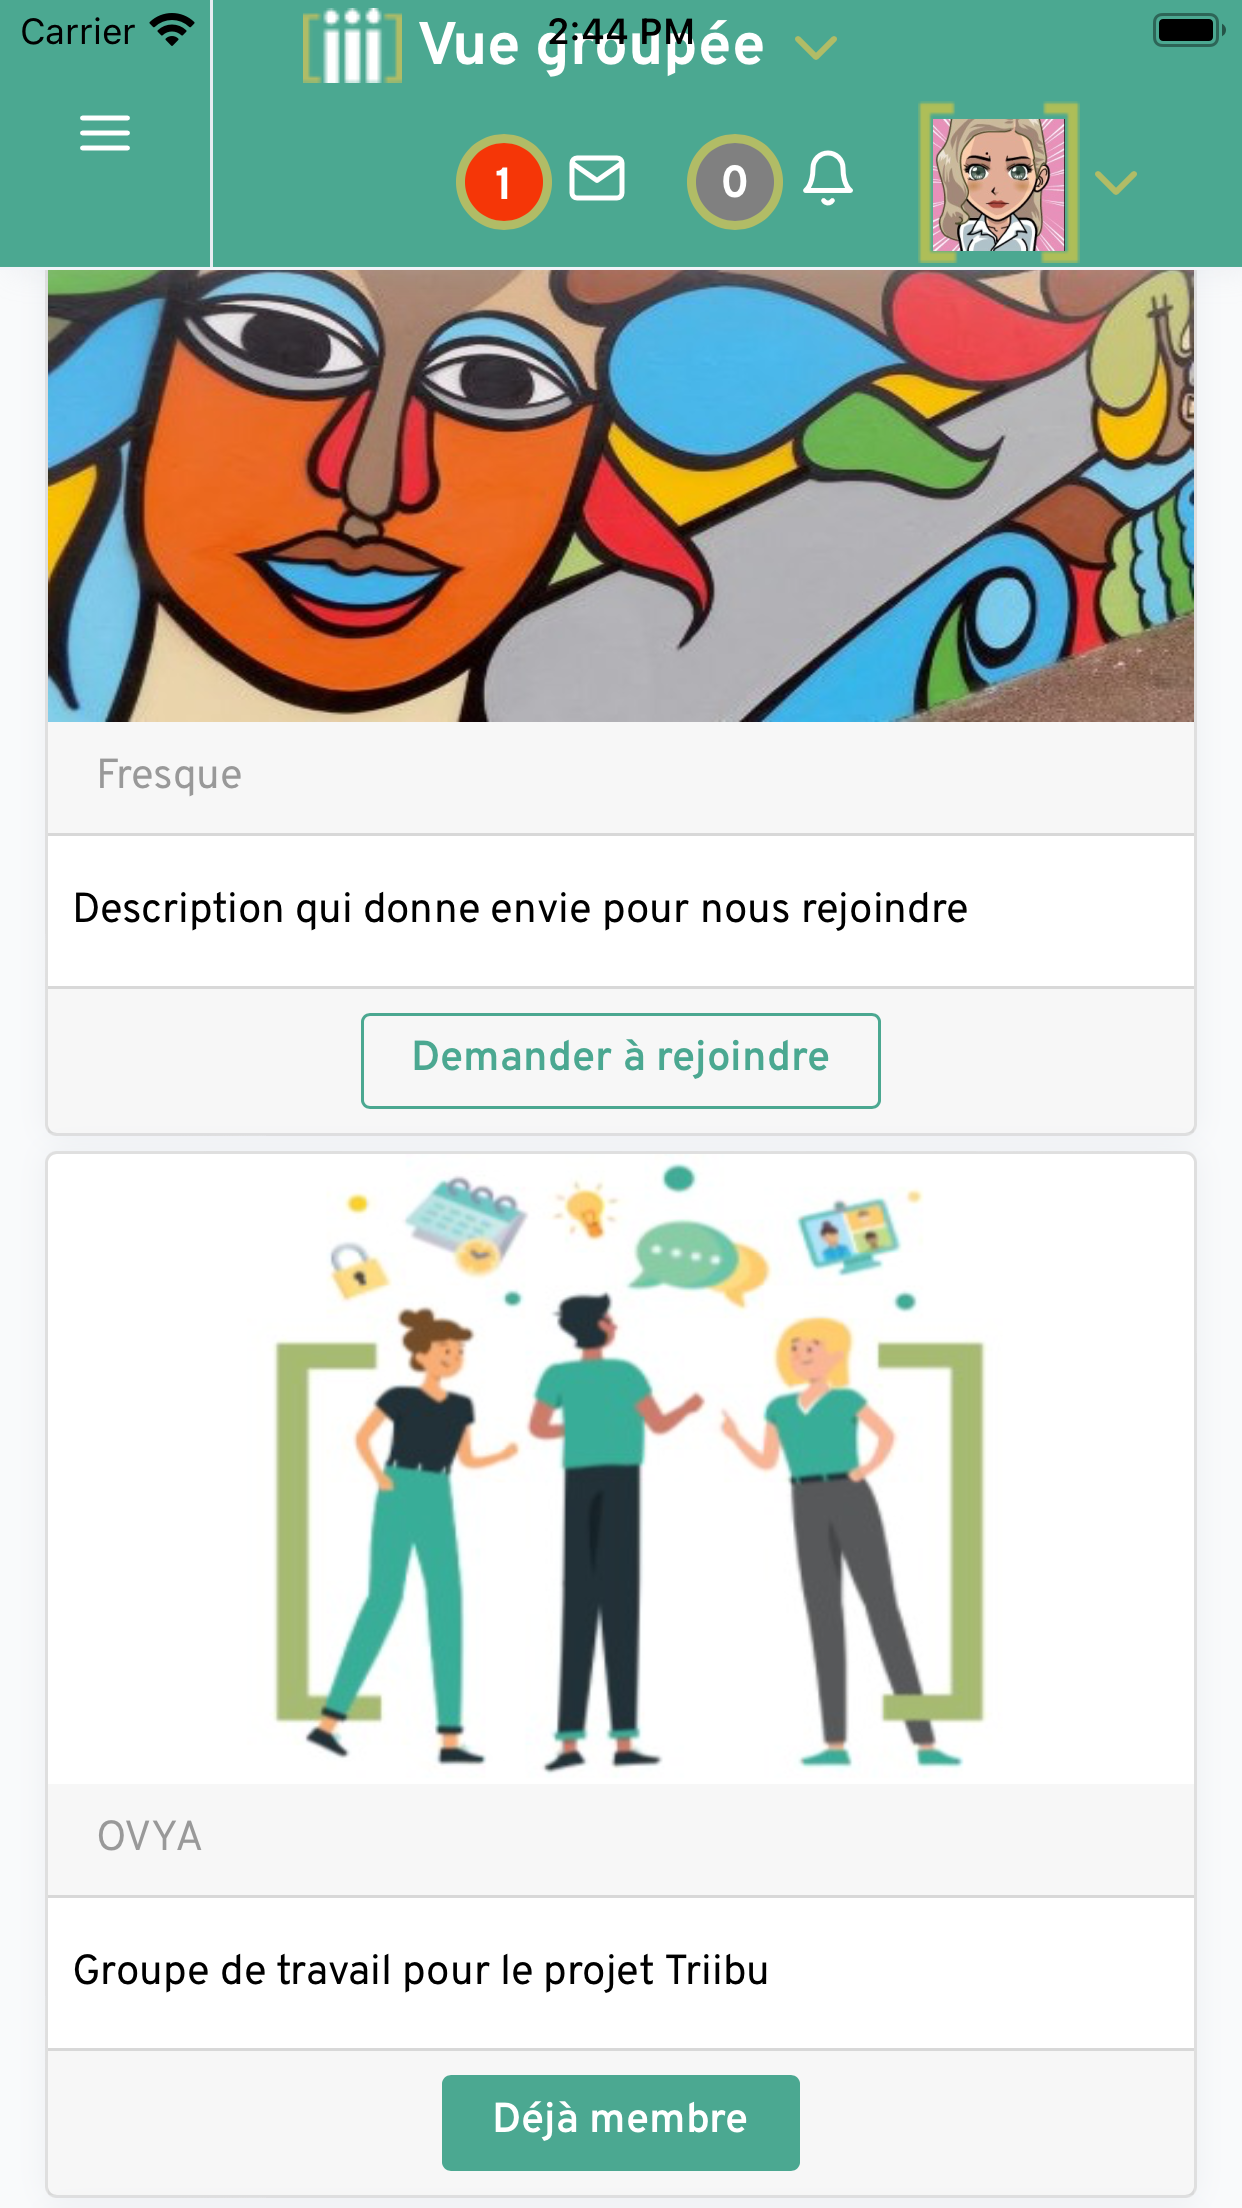 Carrier
2:44 PM
Vue groupée
1
0
Fresque
Description qui donne envie pour nous rejoindre
Demander à rejoindre
OVYA
Groupe de travail pour le projet Triibu
Déjà membre